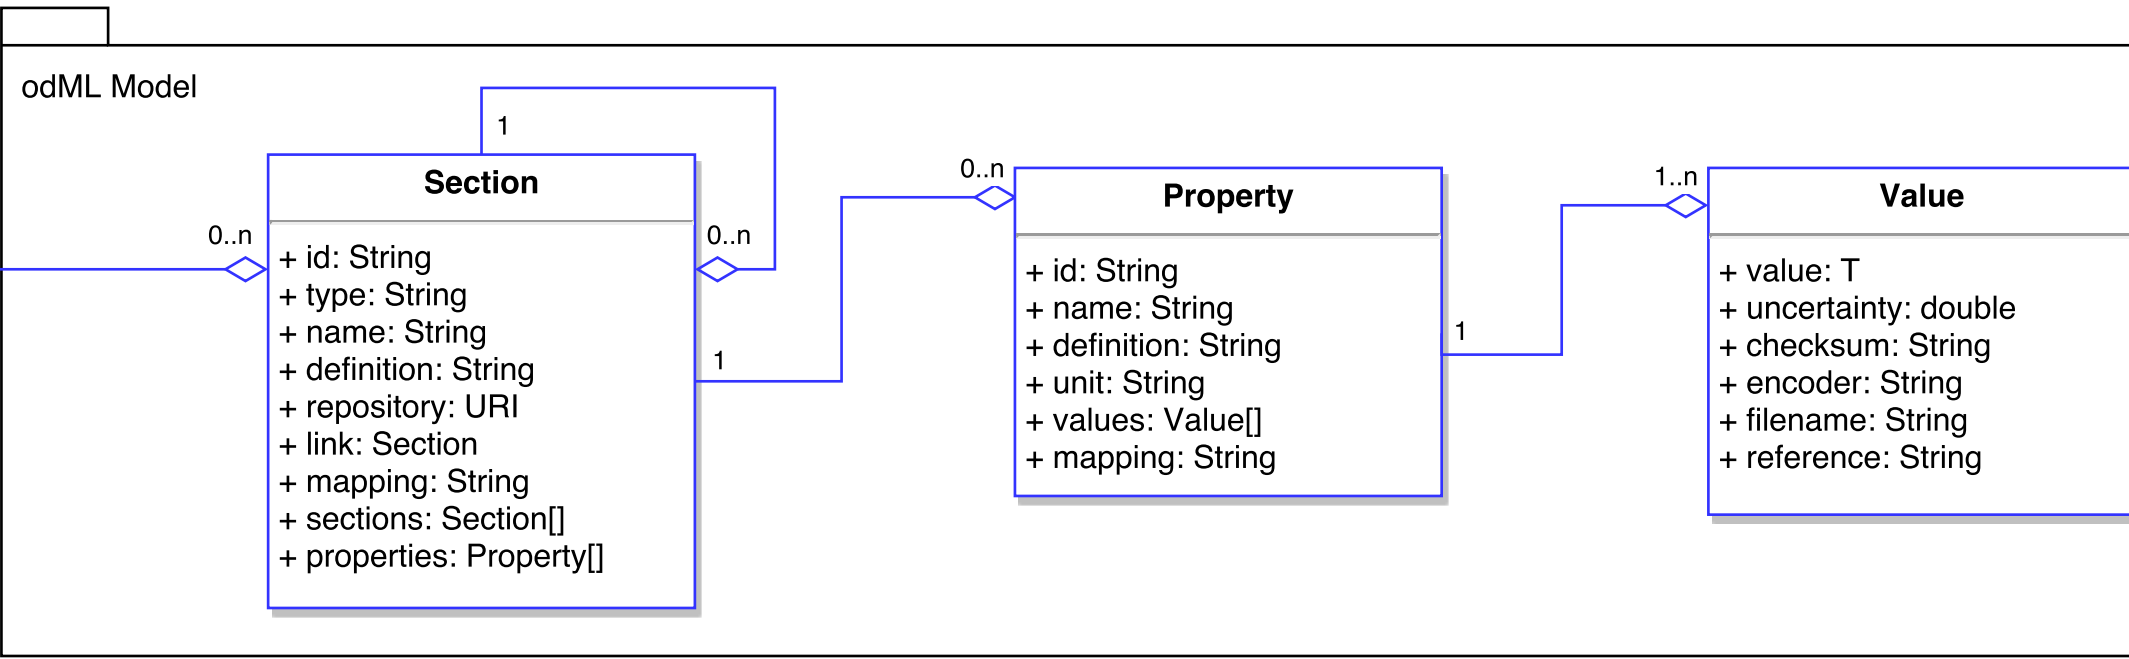 odML Model
1
Section
0..n
0..n
+ id: String
+ type: String
+ name: String
+ definition: String
+ repository: URI
+ link: Section
+ mapping: String
+ sections: Section[]
+ properties: Property[]
1
0..n
Property
+ id: String
+ name: String
+ definition: String
+ unit: String
+ values: Value[]
+ mapping: String
1
1..n
Value
+ value: T
+ uncertainty: double
+ checksum: String
+ encoder: String
+ filename: String
+ reference: String